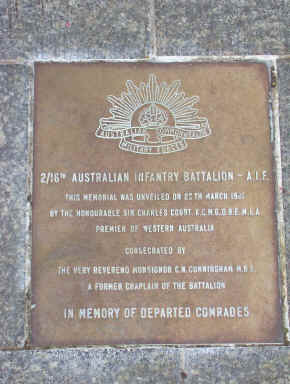 AUSTRALIAN COMMONWEALTH
MILITARY FORCES
2/16TH AUSTRALIAN INFANTRY BATTALION - A.I.F.
THIS MEMORIAL WAS UNVEILED ON MARCH
BY THE HONOURABLE SIR CHARLES COURT K.C.M.G.O.B.E.M.L.A.
PREMIER OF WESTERN AUSTRALIA
CONSECRATED BY
THE VERY REVEREND MONSIGNOR C.N. CUNNINGHAM M.B.E.
A FORMER CHAPLAIN OF THE BATTALION
IN MEMORY OF DEPARTED COMRADES